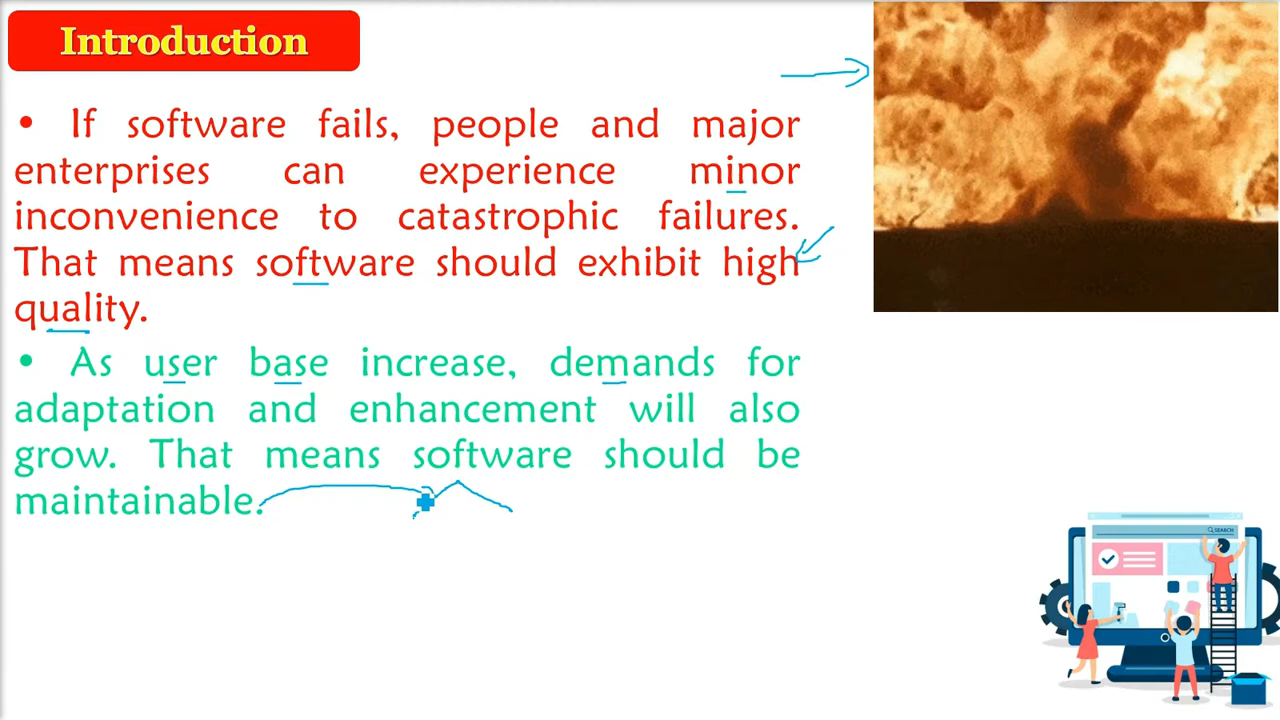 Introduction
• If software fails, people and major
enterprises can experience minor
inconvenience to catastrophic failures.
That means software should exhibit high
quality.
• As user base increase, demands for
adaptation and enhancement will also
grow. That means software should be
maintainable.
SEARCH